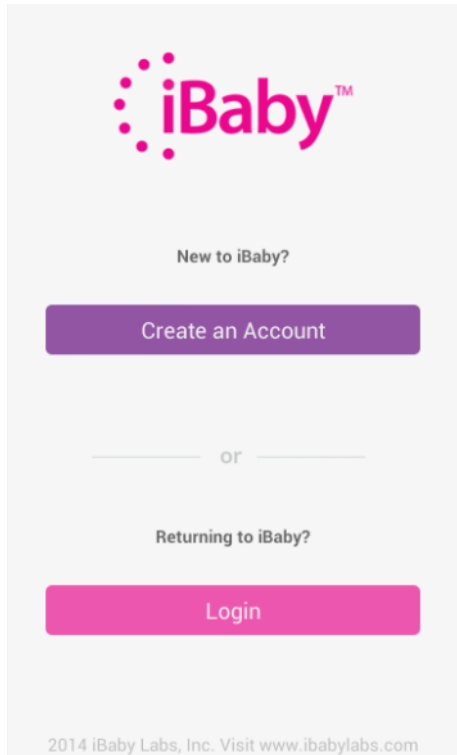 iBaby™
New to iBaby?
Create an Account
or
Returning to iBaby?
Login
2014 iBaby Labs, Inc. Visit www.ibabylabs.com